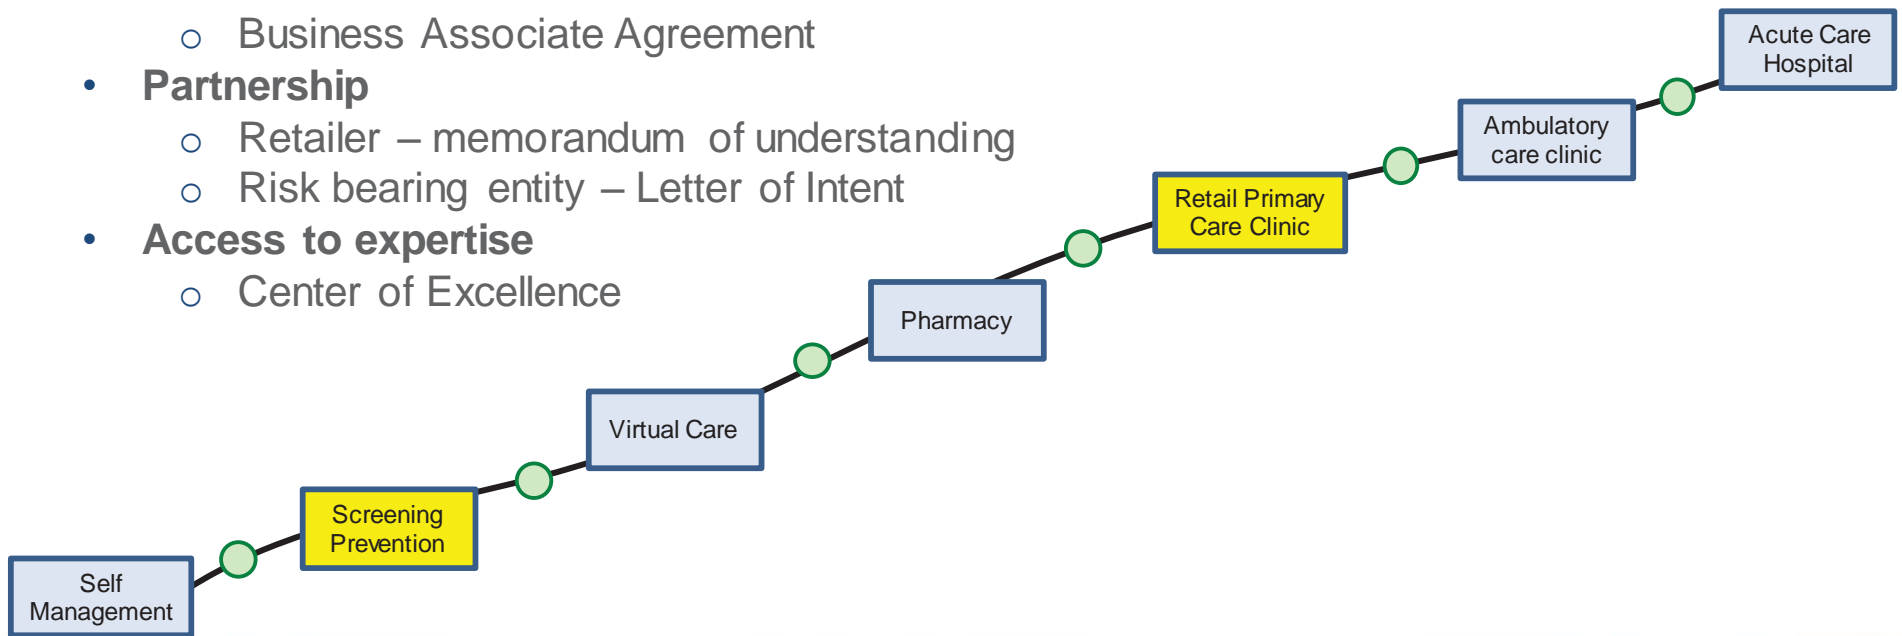 o Business Associate Agreement
• Partnership
o Retailer – memorandum of understanding
o Risk bearing entity – Letter of Intent
• Access to expertise
o Center of Excellence
Acute Care
Hospital
Ambulatory
care clinic
Retail Primary
Care Clinic
Pharmacy
Virtual Care
Screening
Prevention
Self
Management